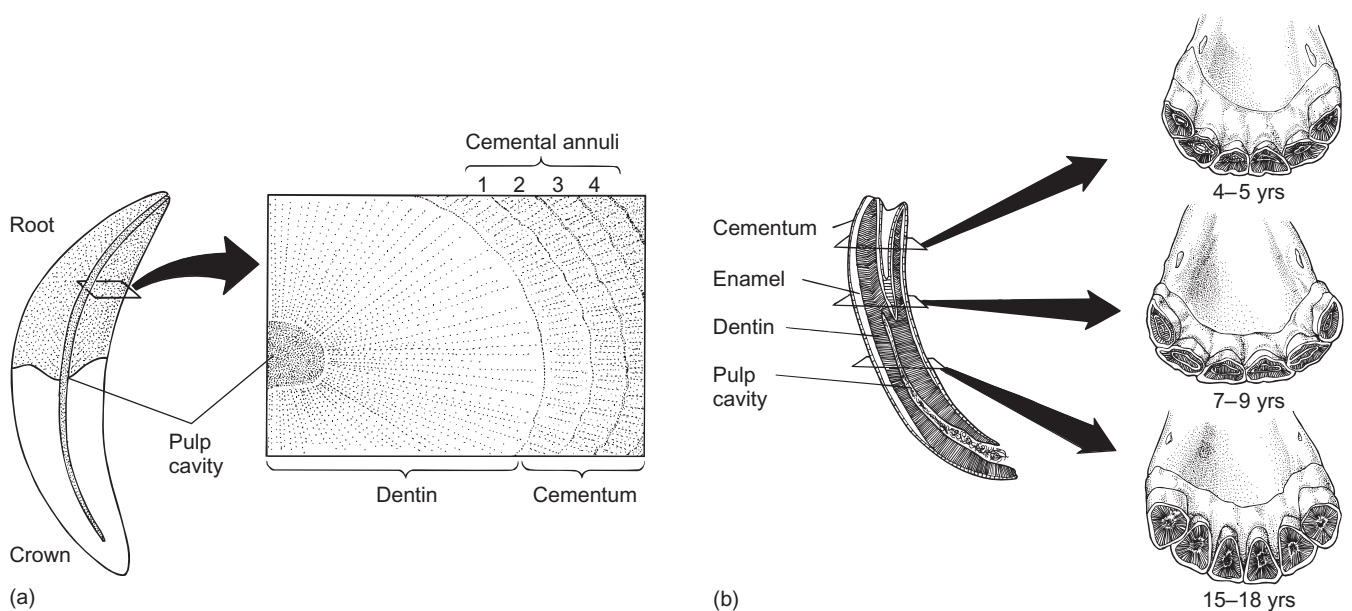 Cemental annuli
1 2 3 4
Root
Pulp
cavity
Dentin
Cementum
Crown
(a)
Cementum
Enamel
Dentin
Pulp
cavity
4–5 yrs
7–9 yrs
15–18 yrs
(b)